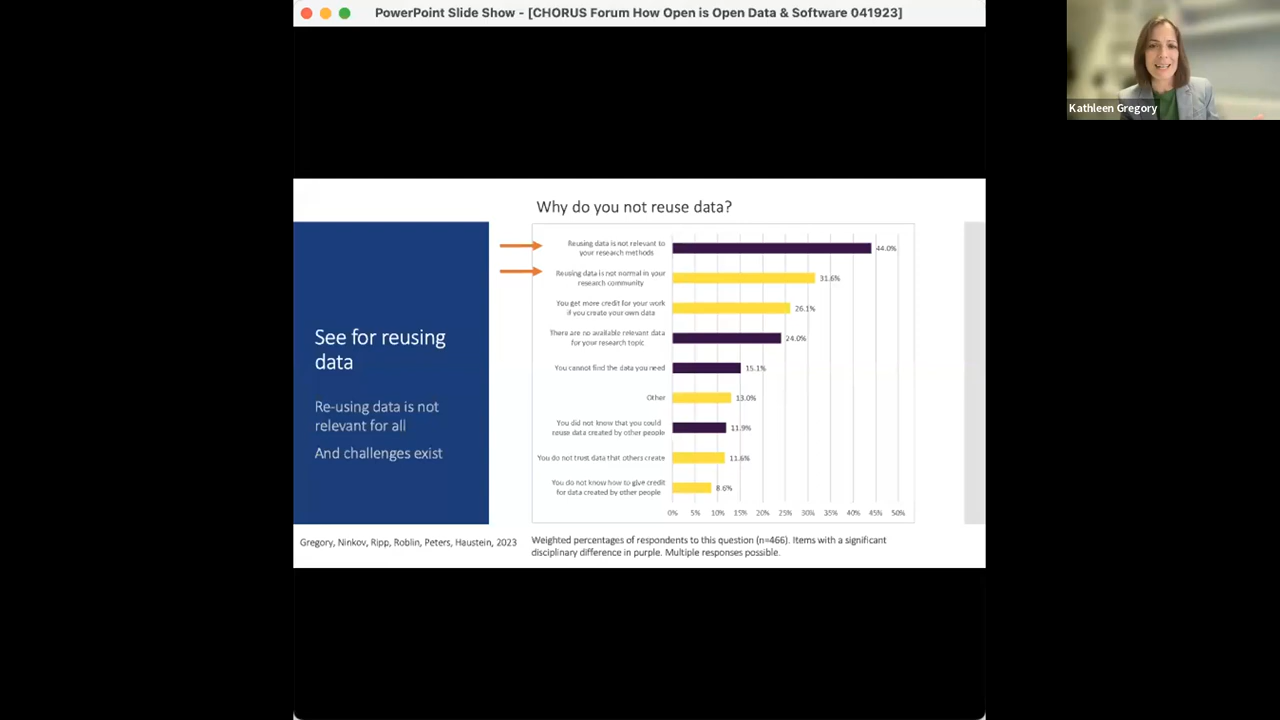 PowerPoint Slide Show - [CHORUS Forum How Open is Open Data & Software 041923]
Kathleen Gregory
Why do you not reuse data?
See for reusing
data
Re-using data is not
relevant for all
And challenges exist
Reusing data is not relevant to
your research methods
44.0%
Reusing data is not normal in your
research community
31.6%
You get more credit for your work
if you create your own data
26.1%
There are no available relevant data
for your research topic
24.0%
You cannot find the data you need
15.1%
Other
13.0%
You did not know that you could
reuse data created by other people
11.9%
You do not trust data that others create
11.6%
You do not know how to give credit
for data created by other people
8.6%
0% 5% 10% 15% 20% 25% 30% 35% 40% 45% 50%
Gregory, Ninkov, Ripp, Roblin, Peters, Haustein, 2023
Weighted percentages of respondents to this question (n=466). Items with a significant
disciplinary difference in purple. Multiple responses possible.